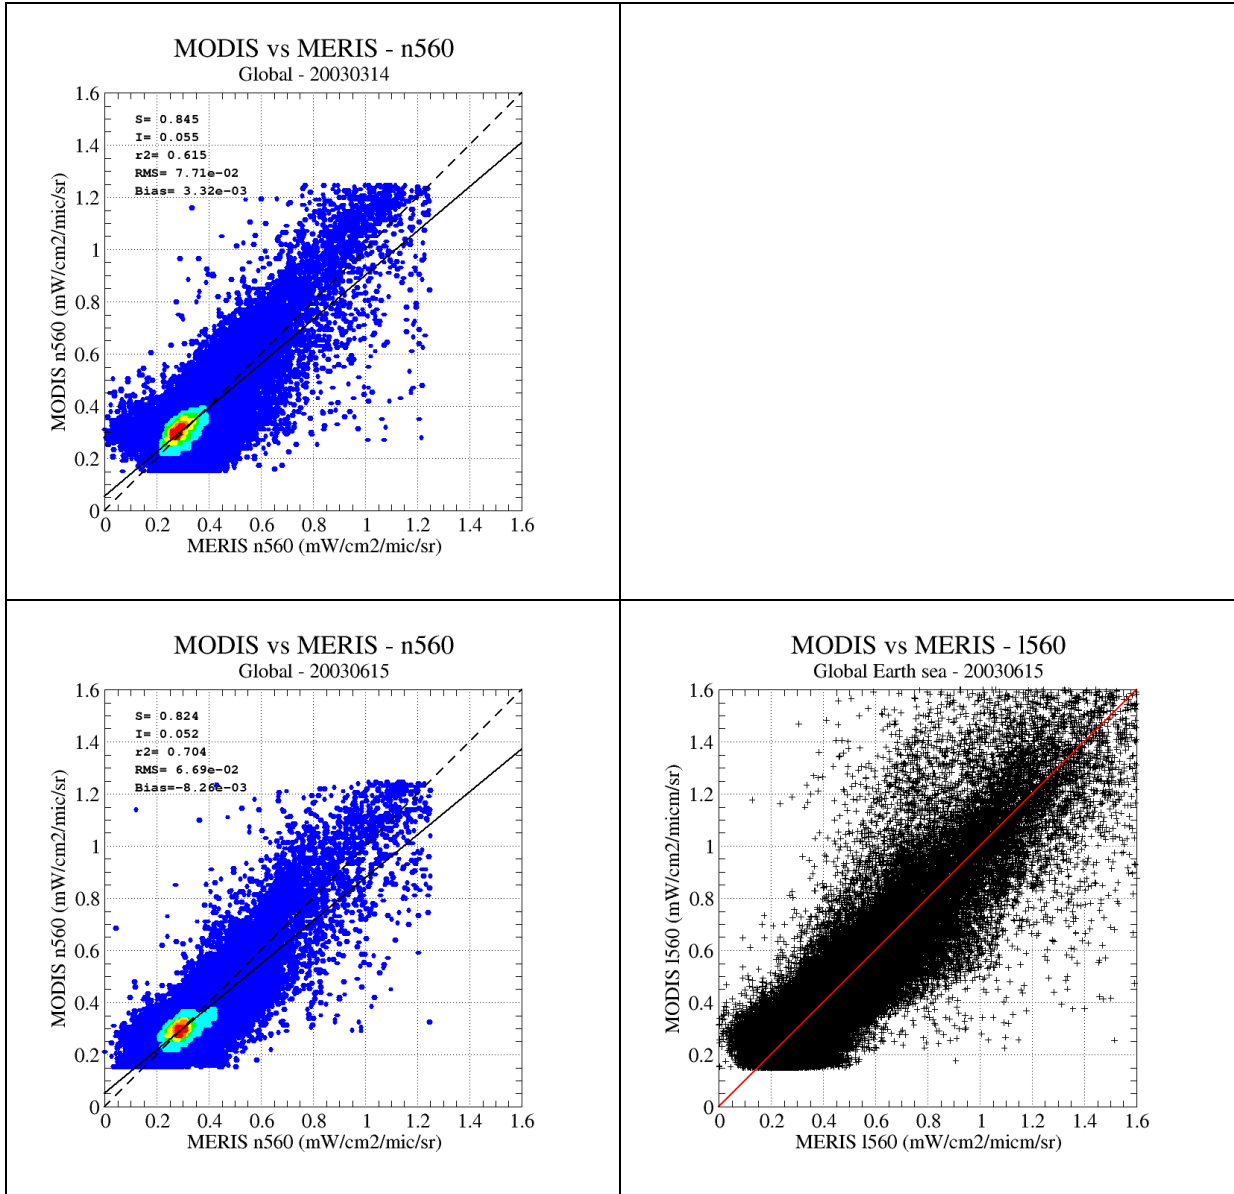 MODIS vs MERIS - n560
Global - 20030314
S= 0.845
I= 0.055
r2= 0.615
RMS= 7.71e-02
Bias= 3.32e-03
1.6
1.4
1.2
1
0.8
0.6
0.4
0.2
0
MODIS n560 (mW/cm2/mic/sr)
0 0.2 0.4 0.6 0.8 1 1.2 1.4 1.6
MERIS n560 (mW/cm2/mic/sr)
MODIS vs MERIS - n560
Global - 20030615
S= 0.824
I= 0.052
r2= 0.704
RMS= 6.69e-02
Bias=-8.26e-03
1.6
1.4
1.2
1
0.8
0.6
0.4
0.2
0
MODIS n560 (mW/cm2/mic/sr)
0 0.2 0.4 0.6 0.8 1 1.2 1.4 1.6
MERIS n560 (mW/cm2/mic/sr)
MODIS vs MERIS - l560
Global Earth sea - 20030615
1.6
1.4
1.2
1
0.8
0.6
0.4
0.2
0
MODIS l560 (mW/cm2/micm/sr)
0 0.2 0.4 0.6 0.8 1 1.2 1.4 1.6
MERIS l560 (mW/cm2/micm/sr)